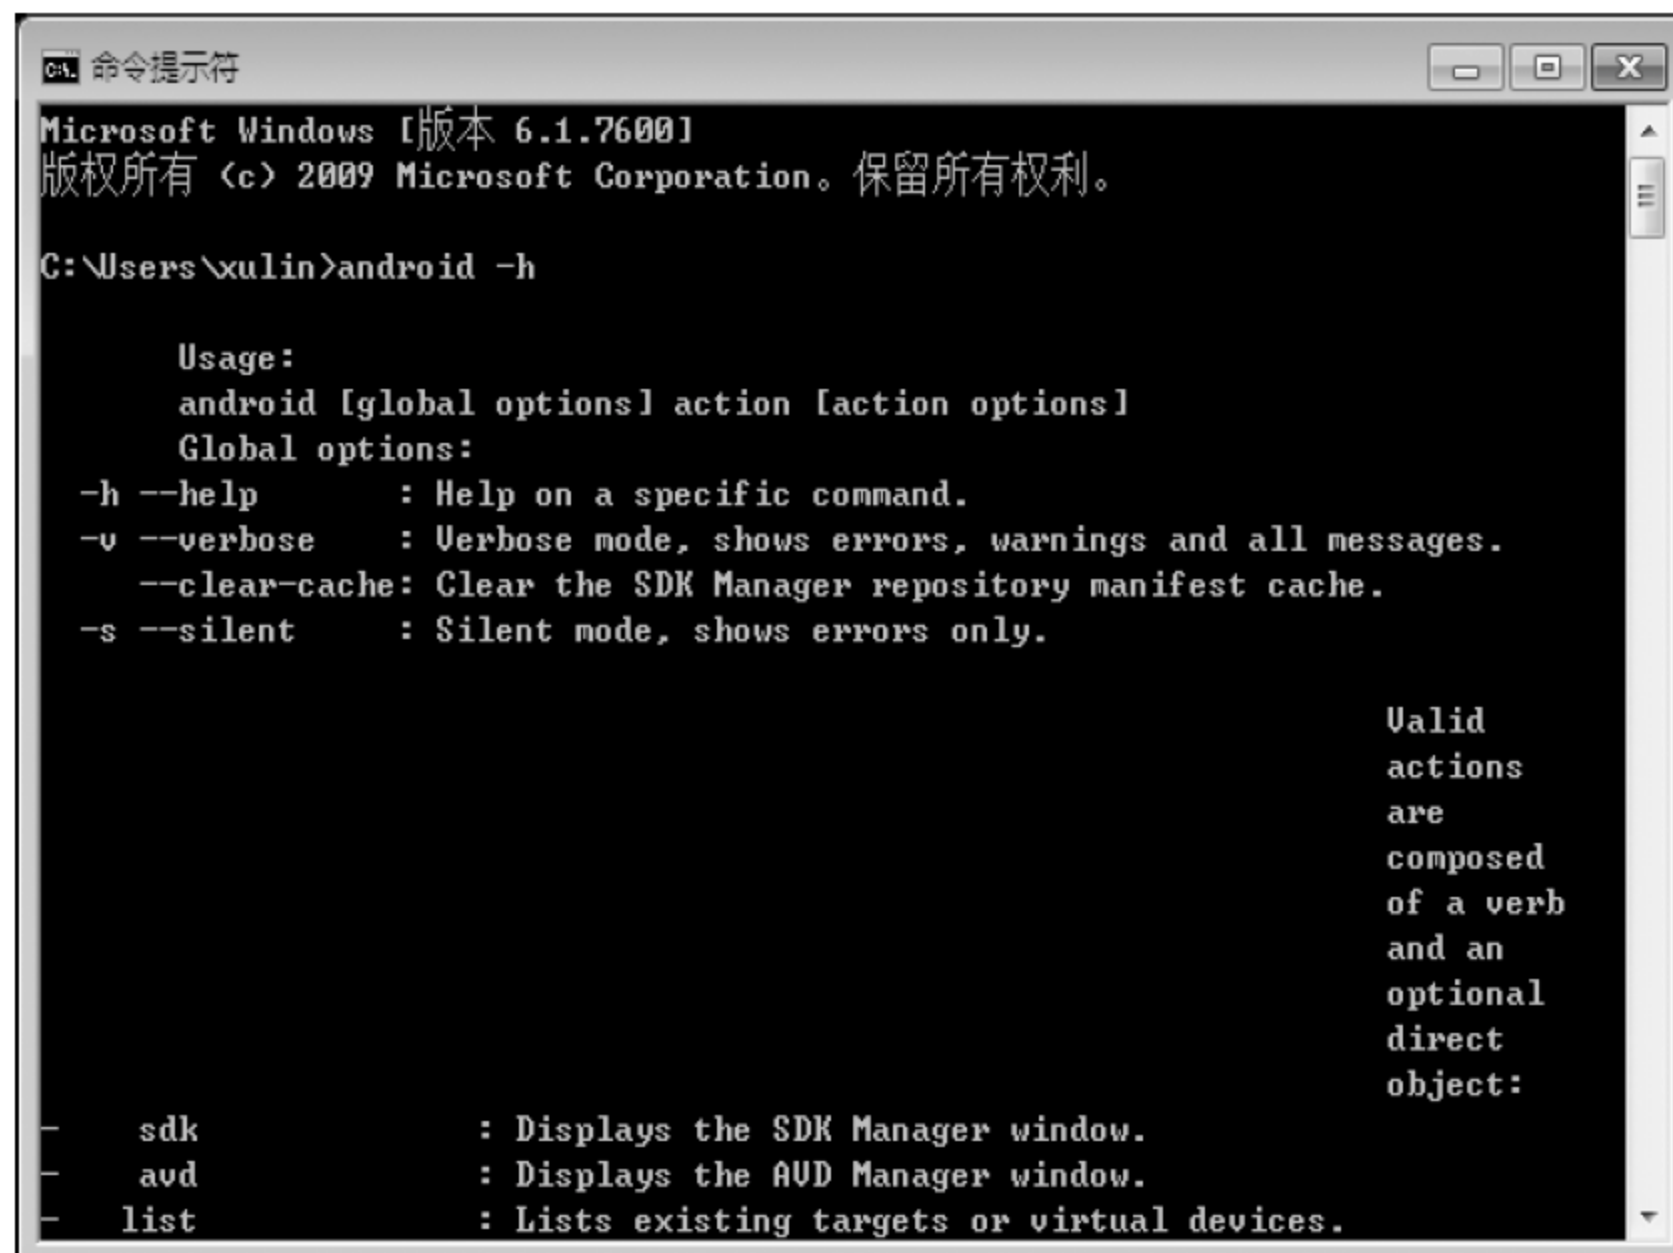 命令提示符
Microsoft Windows [版本 6.1.7600]
版权所有 (c) 2009 Microsoft Corporation。保留所有权利。
C:\Users\xulin>android -h
Usage:
android [global options] action [action options]
Global options:
-h --help : Help on a specific command.
-v --verbose : Verbose mode, shows errors, warnings and all messages.
--clear-cache: Clear the SDK Manager repository manifest cache.
-s --silent : Silent mode, shows errors only.
Valid
actions
are
composed
of a verb
and an
optional
direct
object:
- sdk : Displays the SDK Manager window.
- avd : Displays the AVD Manager window.
- list : Lists existing targets or virtual devices.